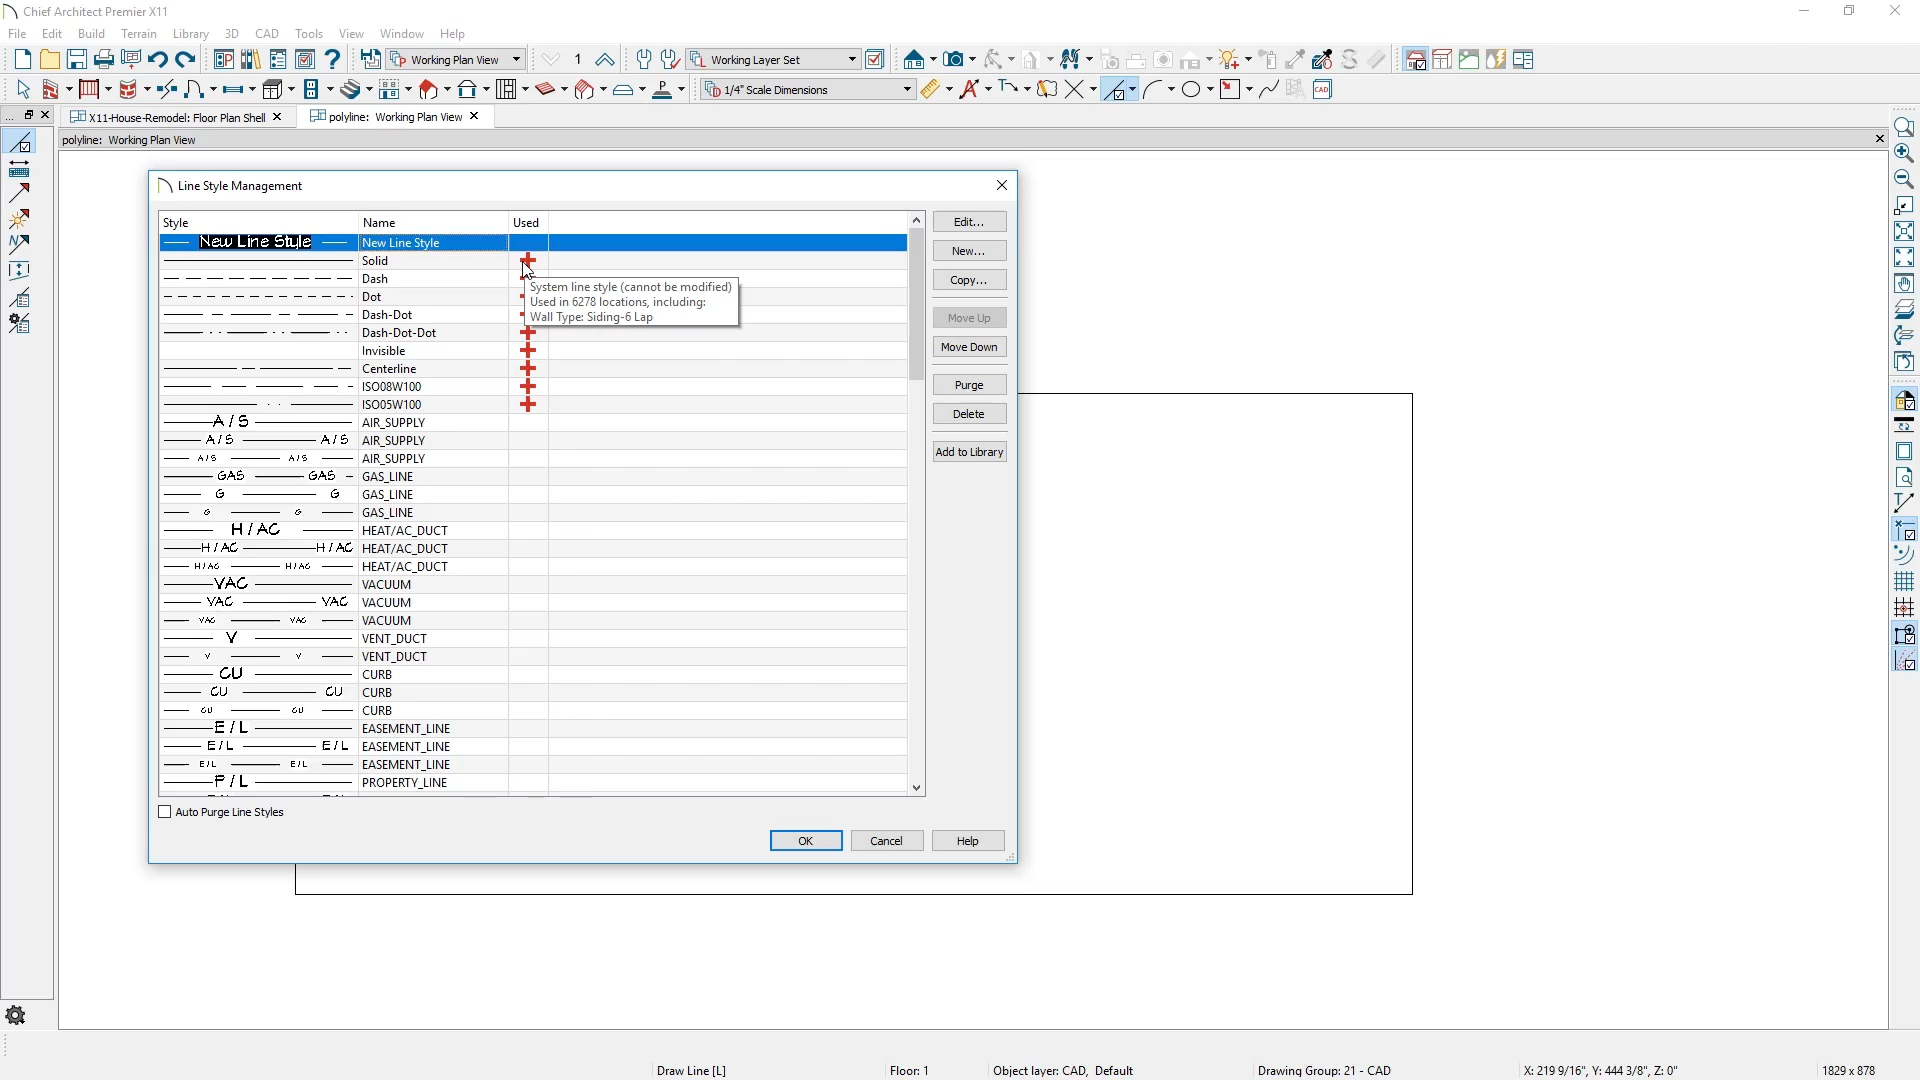 Chief Architect Premier X11
File Edit Build Terrain Library 3D CAD Tools View Window Help
Working Plan View 1 Working Layer Set
1/4" Scale Dimensions CAD
... X11-House-Remodel: Floor Plan Shell polyline: Working Plan View
polyline: Working Plan View
Line Style Management
Style Name Used
New Line Style New Line Style
Solid
Dash
Dot
Dash-Dot
Dash-Dot-Dot
Invisible
Centerline
ISO08W100
ISO05W100
A/S AIR_SUPPLY
A/S A/S AIR_SUPPLY
A/S A/S AIR_SUPPLY
GAS GAS GAS_LINE
G G GAS_LINE
G G GAS_LINE
H/AC HEAT/AC_DUCT
H/AC H/AC HEAT/AC_DUCT
H/AC H/AC HEAT/AC_DUCT
VAC VACUUM
VAC VAC VACUUM
VAC VAC VACUUM
V VENT_DUCT
V V VENT_DUCT
CU CURB
CU CU CURB
CU CU CURB
E/L EASEMENT_LINE
E/L E/L EASEMENT_LINE
E/L E/L EASEMENT_LINE
P/L PROPERTY_LINE
System line style (cannot be modified)
Used in 6278 locations, including:
Wall Type: Siding-6 Lap
Edit...
New...
Copy...
Move Up
Move Down
Purge
Delete
Add to Library
Auto Purge Line Styles
OK Cancel Help
Draw Line [L] Floor: 1 Object layer: CAD, Default Drawing Group: 21 - CAD X: 219 9/16", Y: 444 3/8", Z: 0" 1829 x 878